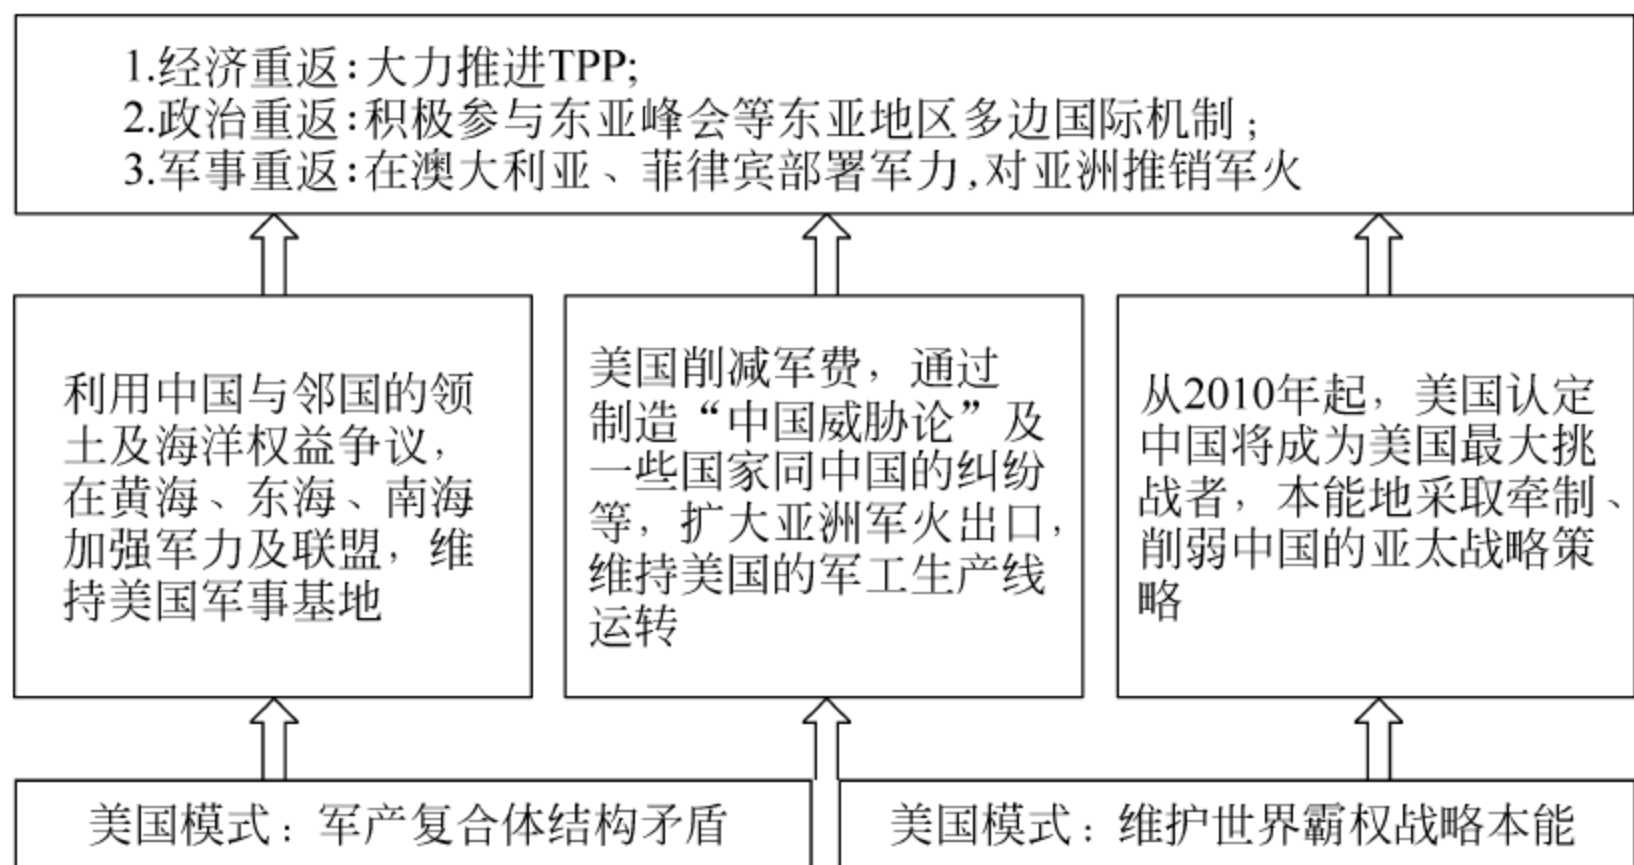 1.经济重返:大力推进TPP;
2.政治重返:积极参与东亚峰会等东亚地区多边国际机制;
3.军事重返:在澳大利亚、菲律宾部署军力,对亚洲推销军火
利用中国与邻国的领
土及海洋权益争议，
在黄海、东海、南海
加强军力及联盟，维
持美国军事基地
美国削减军费，通过
制造“中国威胁论”及
一些国家同中国的纠纷
等，扩大亚洲军火出口，
维持美国的军工生产线
运转
从2010年起，美国认定
中国将成为美国最大挑
战者，本能地采取牵制、
削弱中国的亚太战略策
略
美国模式：军产复合体结构矛盾
美国模式：维护世界霸权战略本能